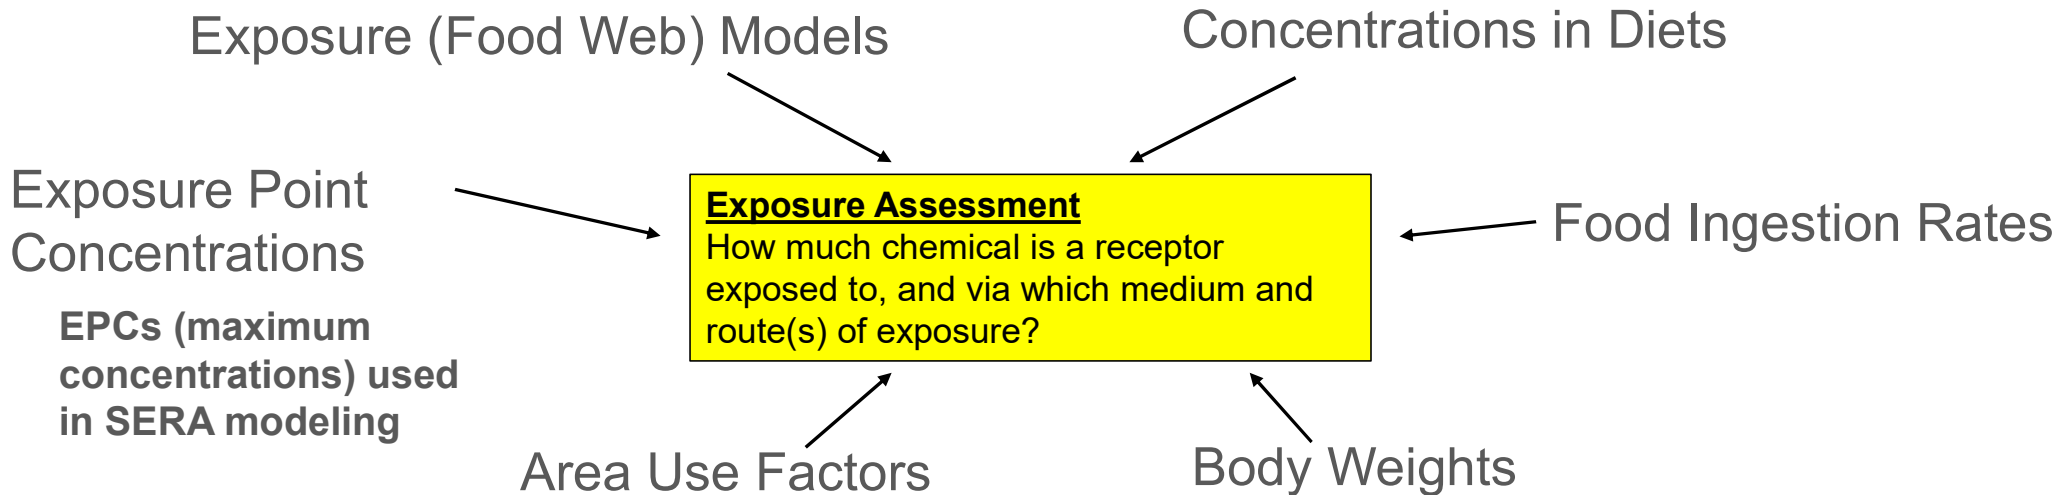 Exposure (Food Web) Models
Concentrations in Diets
Exposure Point
Concentrations
EPCs (maximum
concentrations) used
in SERA modeling
Exposure Assessment
How much chemical is a receptor
exposed to, and via which medium and
route(s) of exposure?
Food Ingestion Rates
Area Use Factors
Body Weights